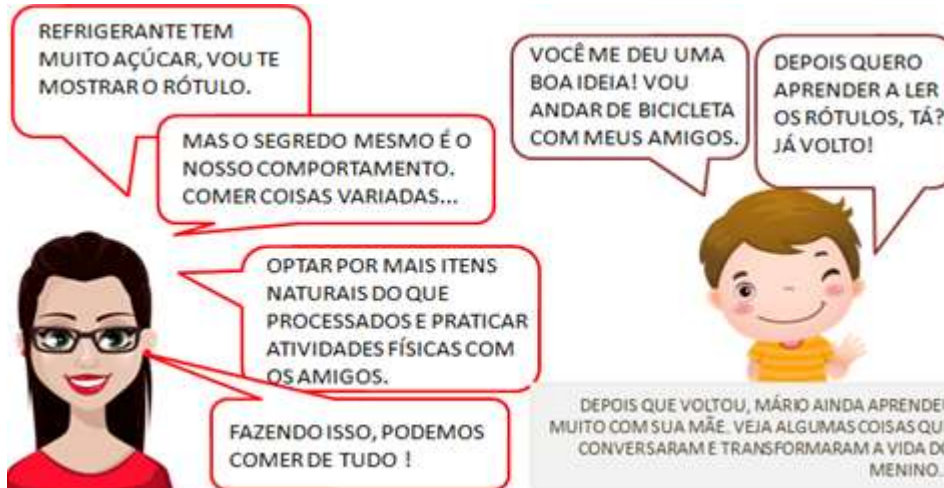 REFRIGERANTE TEM
MUITO AÇÚCAR, VOU TE
MOSTRAR O RÓTULO.
MAS O SEGREDO MESMO É O
NOSSO COMPORTAMENTO.
COMER COISAS VARIADAS...
OPTAR POR MAIS ITENS
NATURAIS DO QUE
PROCESSADOS E PRATICAR
ATIVIDADES FÍSICAS COM
OS AMIGOS.
FAZENDO ISSO, PODEMOS
COMER DE TUDO !
VOCÊ ME DEU UMA
BOA IDEIA! VOU
ANDAR DE BICICLETA
COM MEUS AMIGOS.
DEPOIS QUERO
APRENDER A LER
OS RÓTULOS, TÁ?
JÁ VOLTO!
DEPOIS QUE VOLTOU, MÁRIO AINDA
MUITO COM SUA MÃE. VEJA ALGUMAS COISAS
CONVERSARAM E TRANSFORMARAM A VIDA
MENINO..